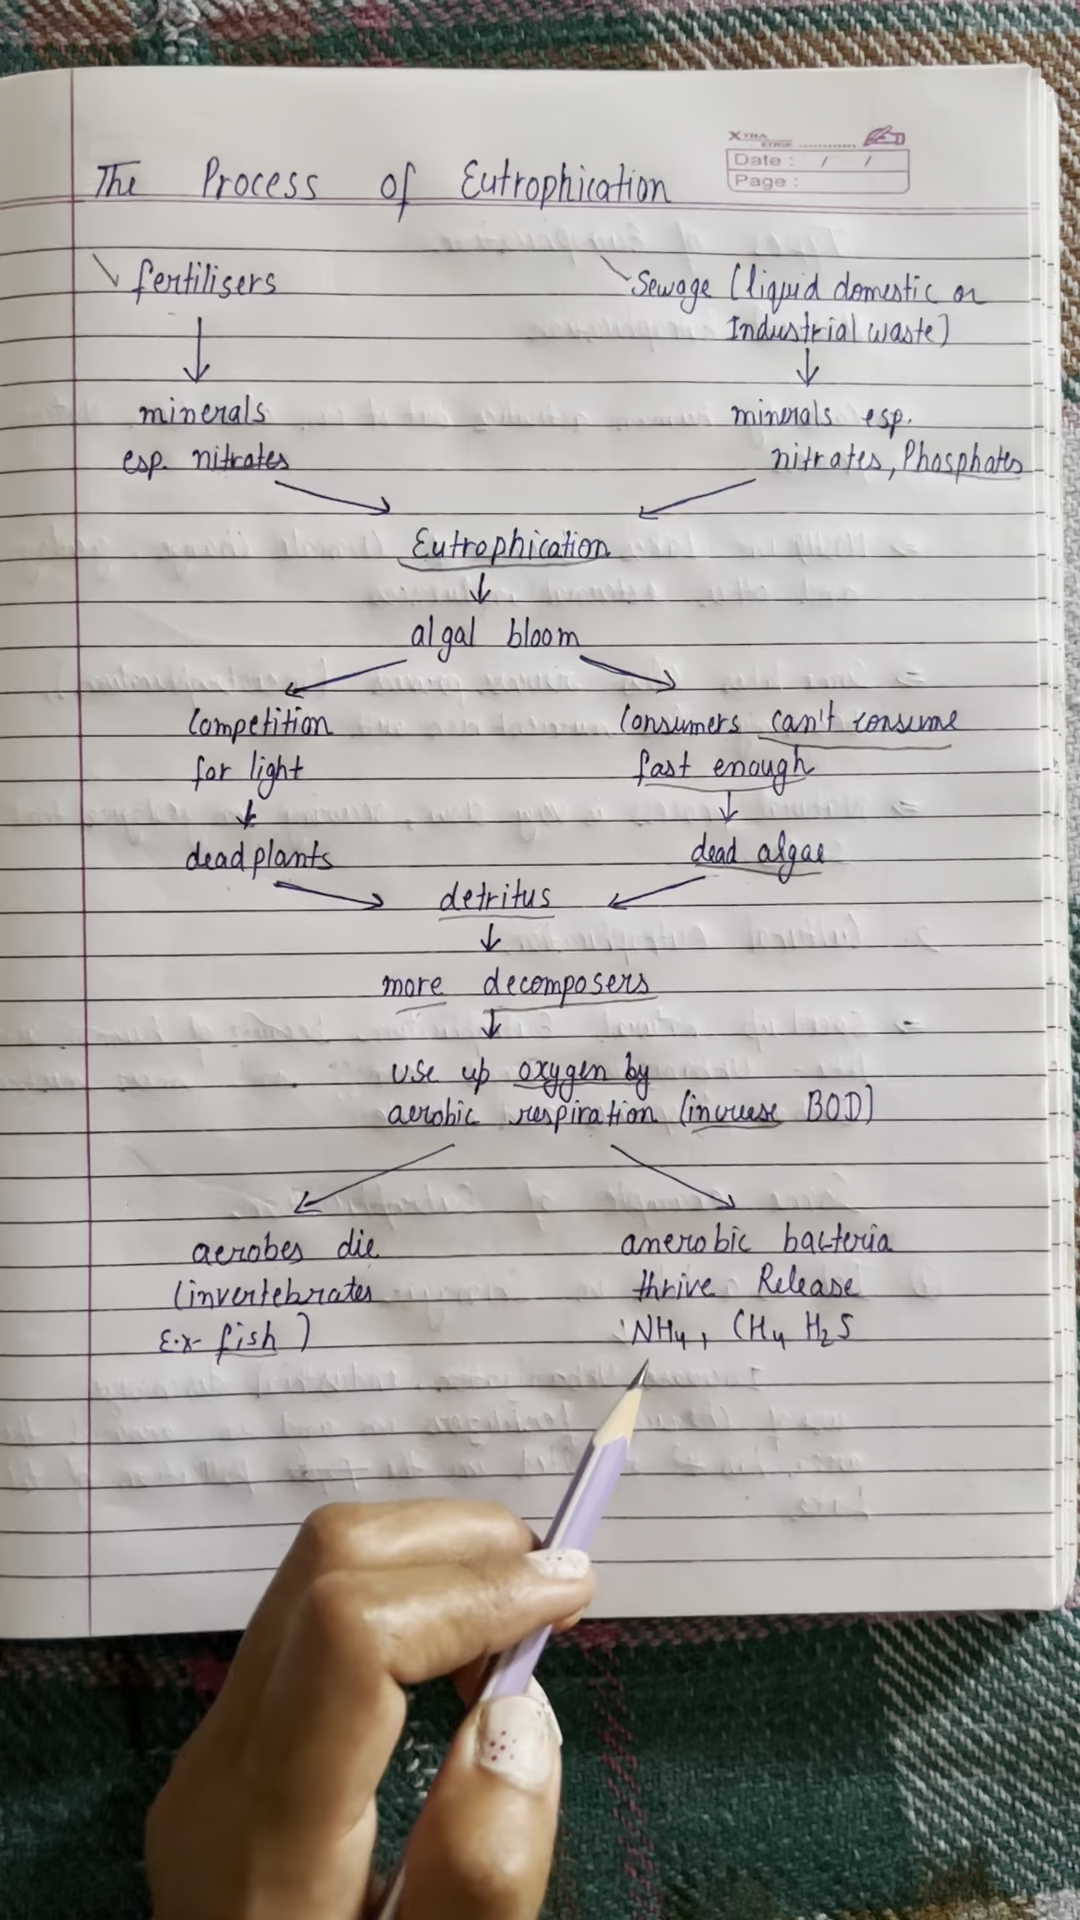 XTRA EDGE
Date : / /
Page :
The Process of Eutrophication
fertilisers
Sewage (liquid domestic or
Industrial waste)
minerals
esp. nitrates
minerals esp.
nitrates, Phosphates
Eutrophication
algal bloom
Competition
for light
Consumers can't consume
fast enough
dead plants
dead algae
detritus
more decomposers
use up oxygen by
aerobic respiration (increase BOD)
aerobes die
(invertebrates
Ex- fish )
anerobic bacteria
thrive Release
NH4, CH4 H2S